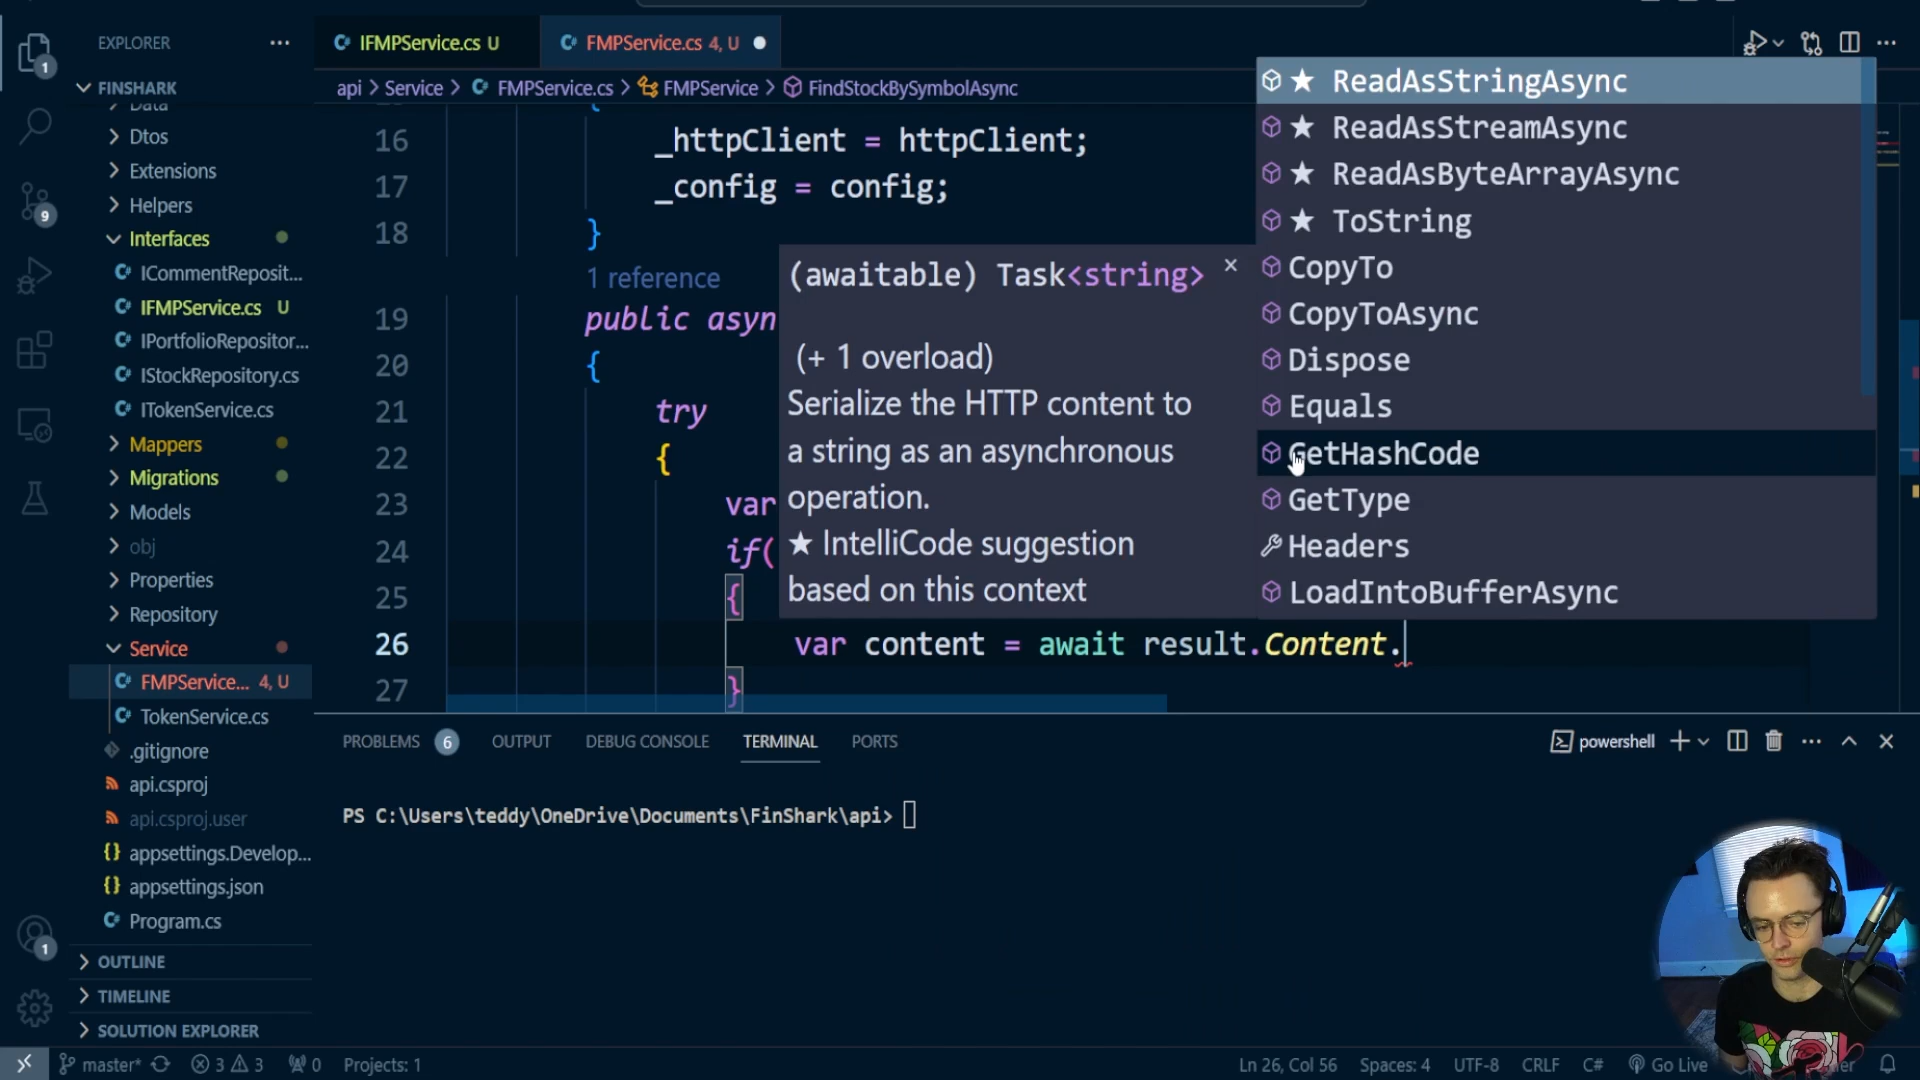 EXPLORER
IFMPService.cs U
FMPService.cs 4, U
FINSHARK
api > Service > FMPService.cs > FMPService > FindStockBySymbolAsync
Data
Dtos
Extensions
Helpers
Interfaces
ICommentReposit...
IFMPService.cs U
IPortfolioRepositor...
IStockRepository.cs
ITokenService.cs
Mappers
Migrations
Models
obj
Properties
Repository
Service
FMPService... 4, U
TokenService.cs
.gitignore
api.csproj
api.csproj.user
appsettings.Develop...
appsettings.json
Program.cs
OUTLINE
TIMELINE
SOLUTION EXPLORER
16 _httpClient = httpClient;
17 _config = config;
18 }
1 reference
19 public asyn
20 {
21 try
22 {
23 var
24 if(
25 {
26 var content = await result.Content.
27 }
(awaitable) Task<string>
(+ 1 overload)
Serialize the HTTP content to
a string as an asynchronous
operation.
★ IntelliCode suggestion
based on this context
★ ReadAsStringAsync
★ ReadAsStreamAsync
★ ReadAsByteArrayAsync
★ ToString
CopyTo
CopyToAsync
Dispose
Equals
GetHashCode
GetType
Headers
LoadIntoBufferAsync
PROBLEMS 6 OUTPUT DEBUG CONSOLE TERMINAL PORTS
powershell
PS C:\Users\teddy\OneDrive\Documents\FinShark\api>
1
9
1
master* 3 3 0 Projects: 1
Ln 26, Col 56 Spaces: 4 UTF-8 CRLF C# Go Live